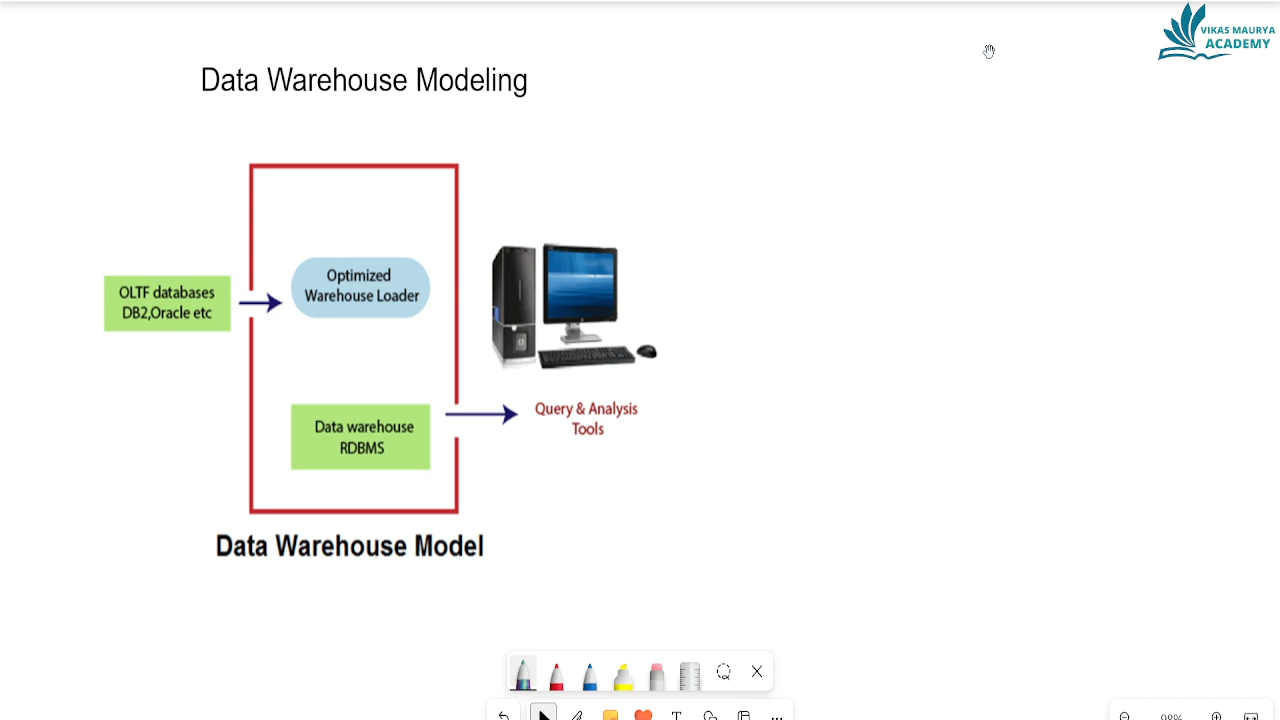 VIKAS MAURYA
ACADEMY
Data Warehouse Modeling
Optimized
Warehouse Loader
OLTF databases
DB2,Oracle etc
Query & Analysis
Tools
Data warehouse
RDBMS
Data Warehouse Model